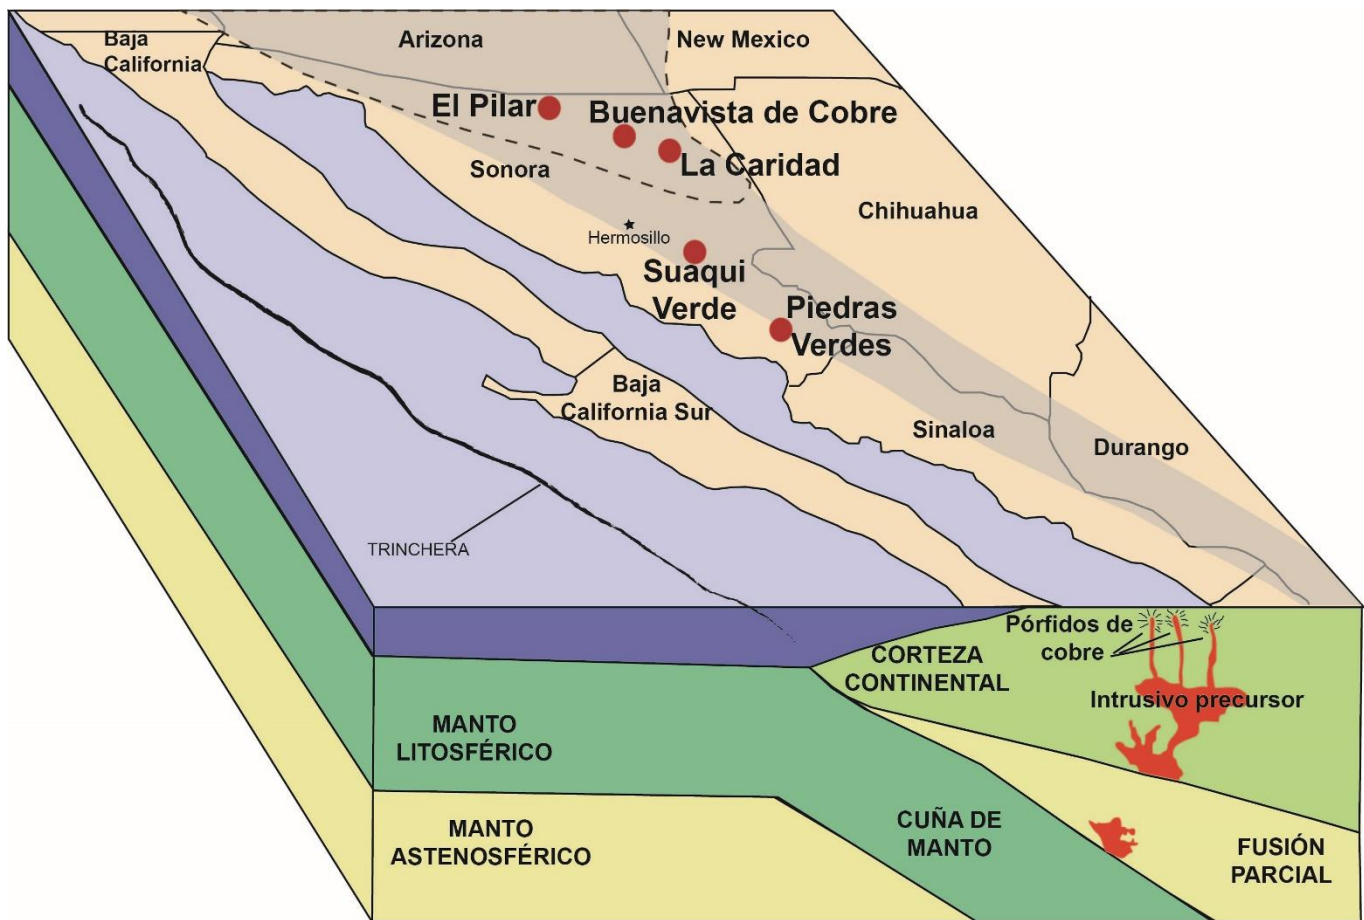 Baja
California
Arizona
New Mexico
El Pilar
Buenavista de Cobre
La Caridad
Sonora
Chihuahua
Hermosillo
Suaqui
Verde
Piedras
Verdes
Baja
California Sur
Sinaloa
Durango
TRINCHERA
Pórfidos de
cobre
CORTEZA
CONTINENTAL
Intrusivo precursor
MANTO
LITOSFÉRICO
CUÑA DE
MANTO
MANTO
ASTENOSFÉRICO
FUSIÓN
PARCIAL